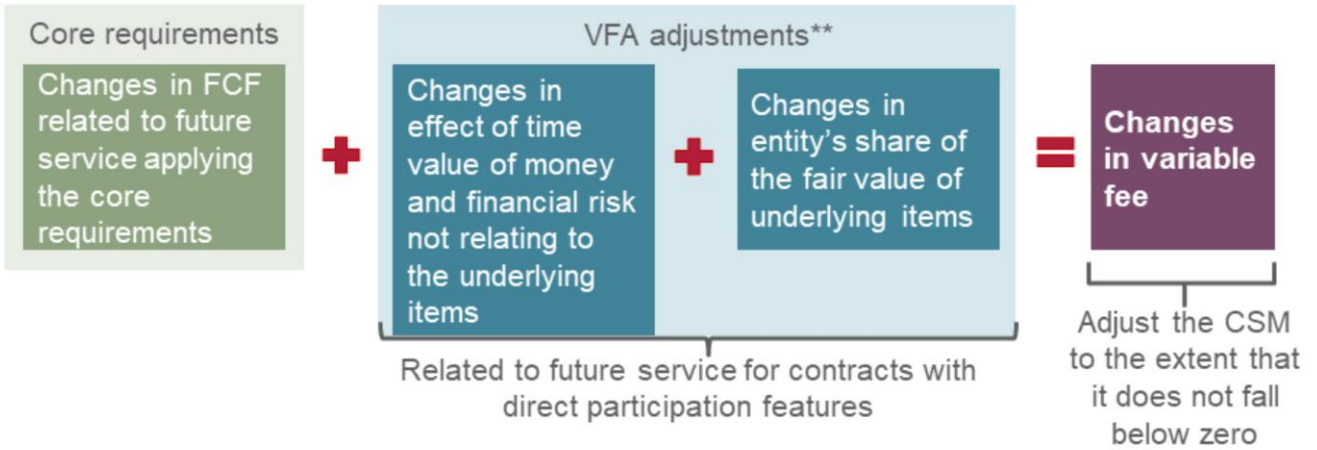 Core requirements
Changes in FCF
related to future
service applying
the core
requirements
VFA adjustments**
Changes in
effect of time
value of money
and financial risk
not relating to
the underlying
items
Changes in
entity's share of
the fair value of
underlying items
Changes
in variable
fee
Related to future service for contracts with
direct participation features
Adjust the CSM
to the extent that
it does not fall
below zero